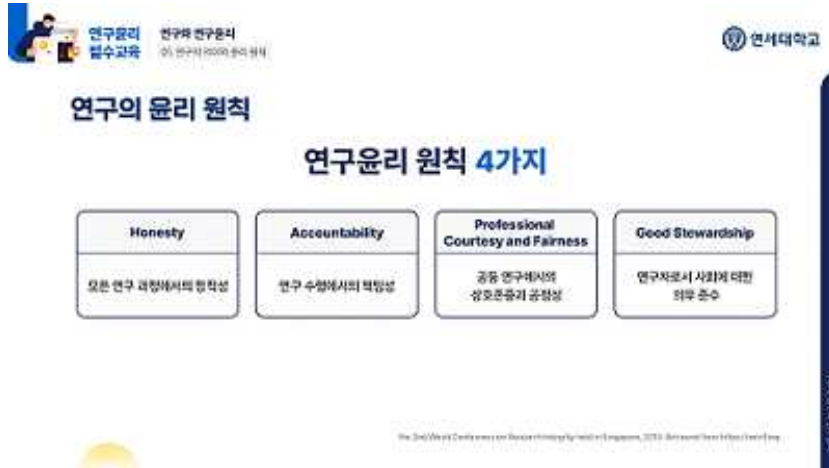 연구윤리
필수교육
연구와 연구윤리
연세대학교
연구의 윤리 원칙
연구윤리 원칙 4가지
Honesty
모든 연구 과정에서의 정직성
Accountability
연구 수행에서의 책임성
Professional
Courtesy and Fairness
공동 연구에서의
상호존중과 공정성
Good Stewardship
연구자로서 사회에 대한
의무 준수